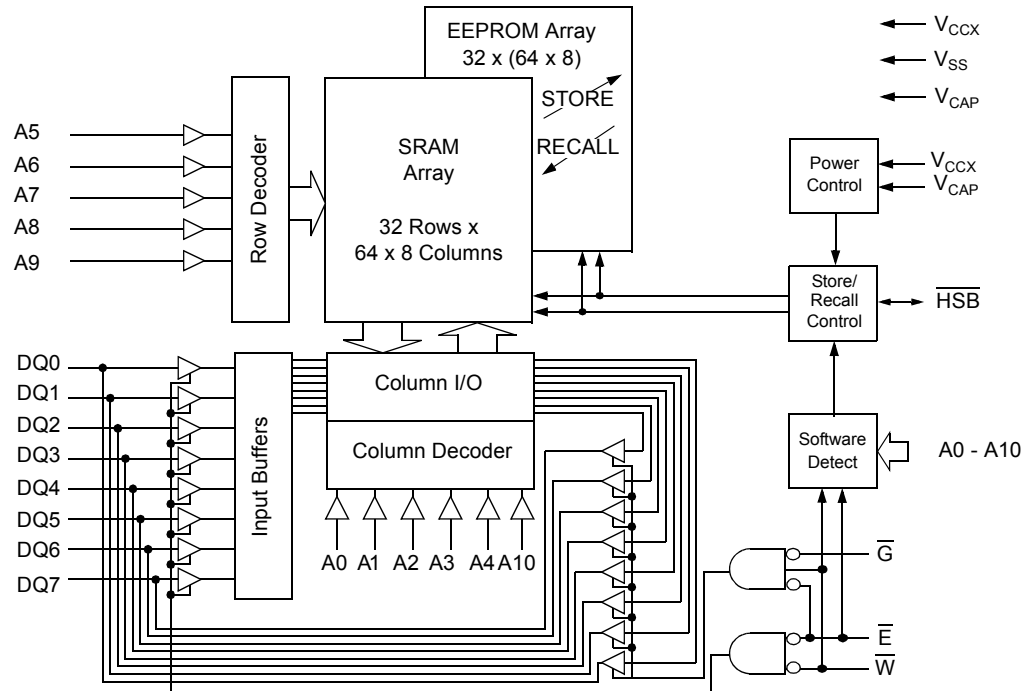 EEPROM Array
32 x (64 x 8)
STORE
RECALL
V_CCX
V_SS
V_CAP
A5
A6
A7
A8
A9
Row Decoder
SRAM
Array
32 Rows x
64 x 8 Columns
Power
Control
V_CCX
V_CAP
Store/
Recall
Control
H̅S̅B̅
DQ0
DQ1
DQ2
DQ3
DQ4
DQ5
DQ6
DQ7
Input Buffers
Column I/O
Column Decoder
A0 A1 A2 A3 A4 A10
Software
Detect
A0 - A10
G̅
E̅
W̅